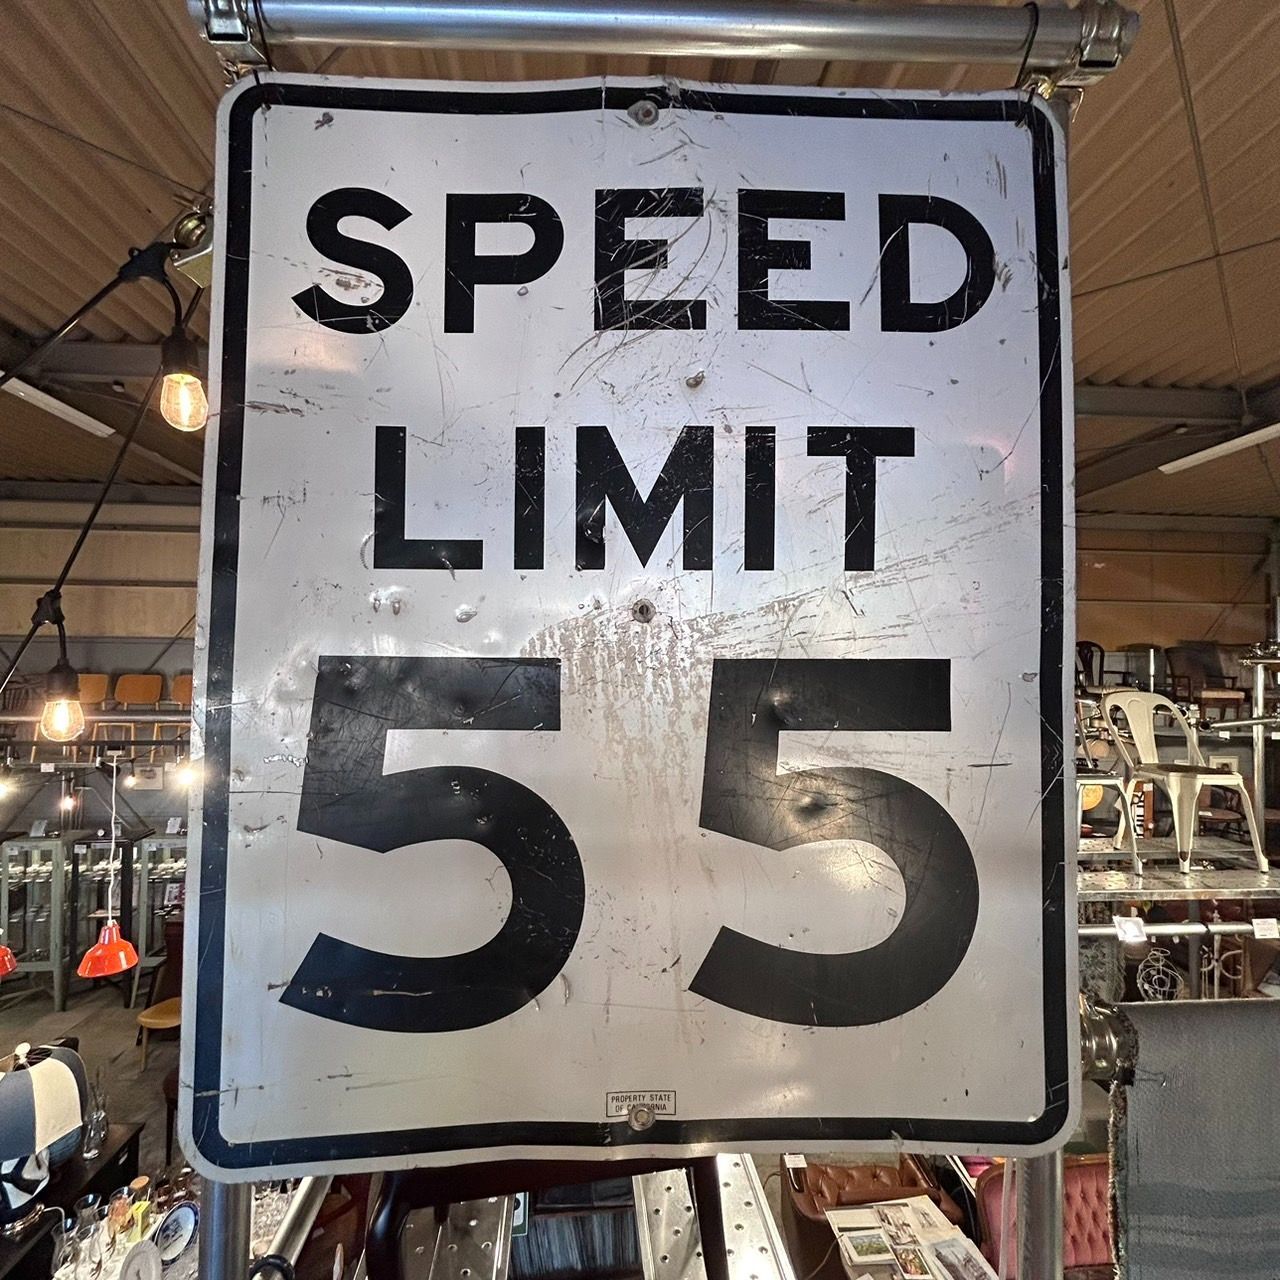 SPEED
LIMIT
55
PROPERTY STATE
OF CALIFORNIA